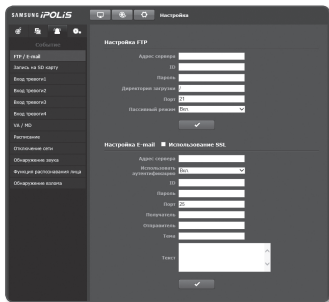 SAMSUNG iPOLiS
Настройка
События
FTP / E-mail
Запись на SD карту
Вход тревоги1
Вход тревоги2
Вход тревоги3
Вход тревоги4
VA / MD
Расписание
Отключение сети
Обнаружение звука
Функция распознавания лица
Обнаружение взлома
Настройка FTP
Адрес сервера
ID
Пароль
Директория загрузки
Порт 21
Пассивный режим Вкл.
Настройка E-mail Использование SSL
Адрес сервера
Использовать аутентификацию Вкл.
ID
Пароль
Порт 25
Получатель
Отправитель
Тема
Текст